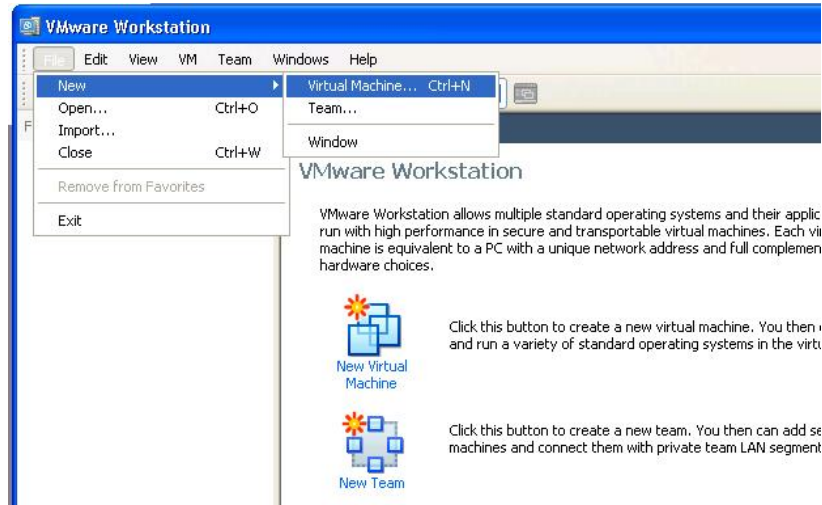 VMware Workstation
File Edit View VM Team Windows Help
New
Open... Ctrl+O
Import...
Close Ctrl+W
Remove from Favorites
Exit
Virtual Machine... Ctrl+N
Team...
Window
F
VMware Workstation
VMware Workstation allows multiple standard operating systems and their applic
run with high performance in secure and transportable virtual machines. Each vi
machine is equivalent to a PC with a unique network address and full complemen
hardware choices.
New Virtual
Machine
Click this button to create a new virtual machine. You then
and run a variety of standard operating systems in the virtu
New Team
Click this button to create a new team. You then can add se
machines and connect them with private team LAN segment